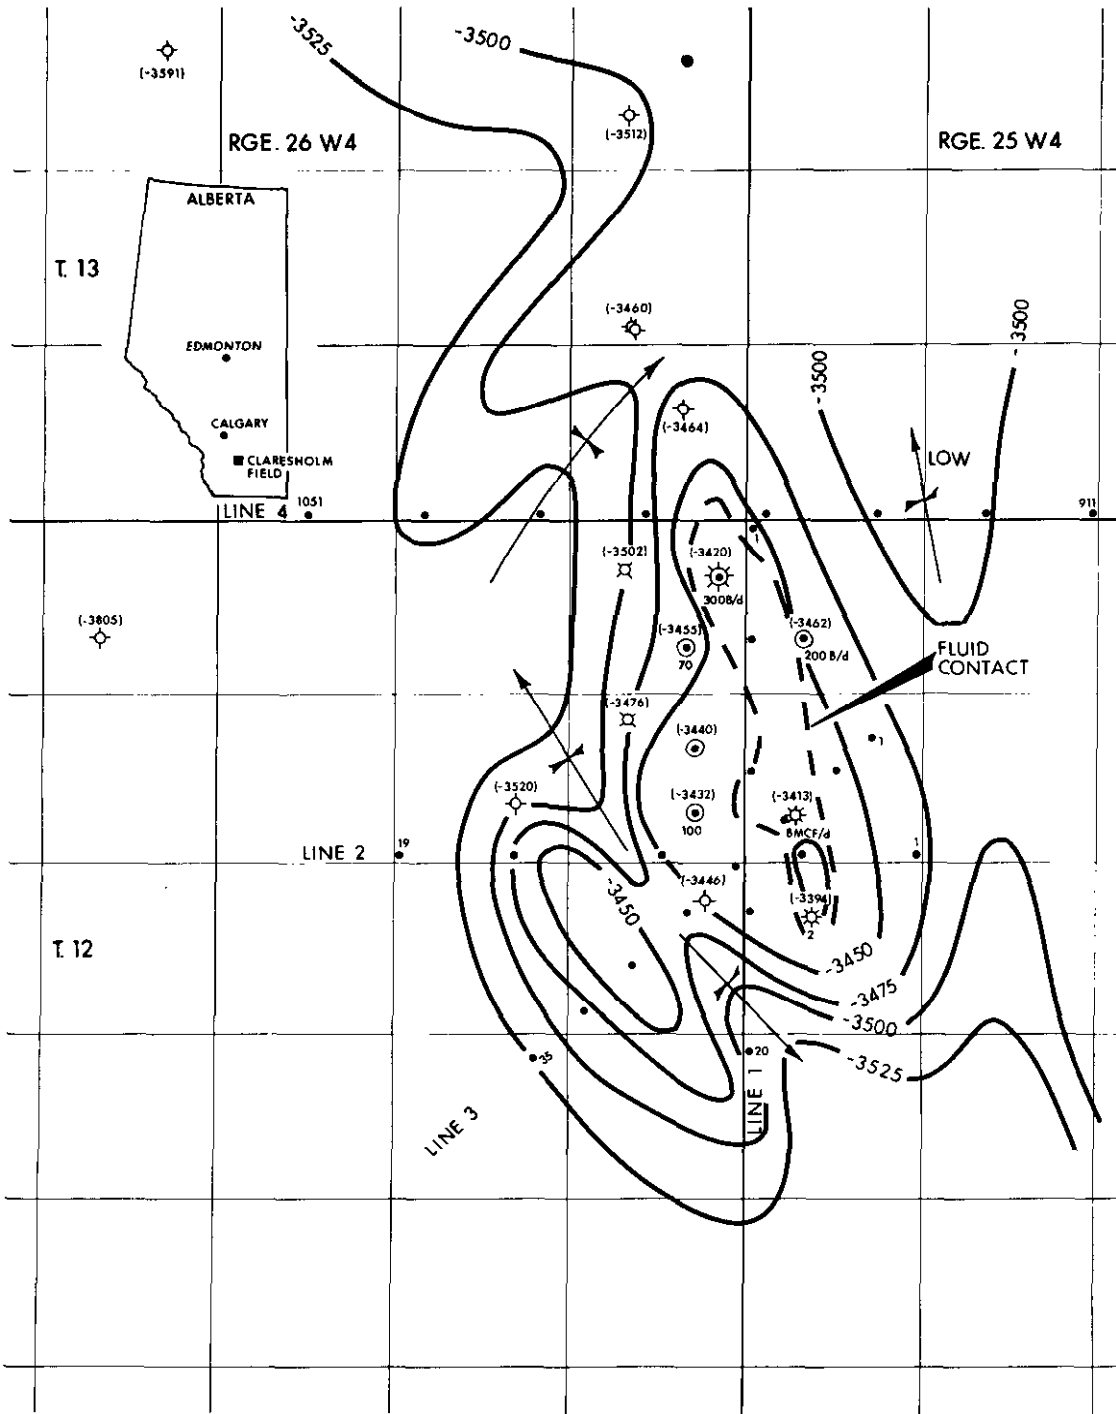 -3525
-3500
(-3591)
(-3512)
RGE. 26 W4
RGE. 25 W4
ALBERTA
T. 13
(-3460)
-3500
-3500
EDMONTON
CALGARY
(-3464)
CLARESHOLM
FIELD
LOW
1051
LINE 4
911
(-3502)
(-3420)
300B/d
(-3805)
(-3455)
70
(-3462)
200 B/d
FLUID
CONTACT
(-3476)
(-3440)
1
(-3520)
(-3432)
100
(-3413)
8MCF/d
LINE 2
19
1
-3450
(-3446)
(-3394)
2
T. 12
-3450
-3475
-3500
-3525
35
20
LINE 1
LINE 3